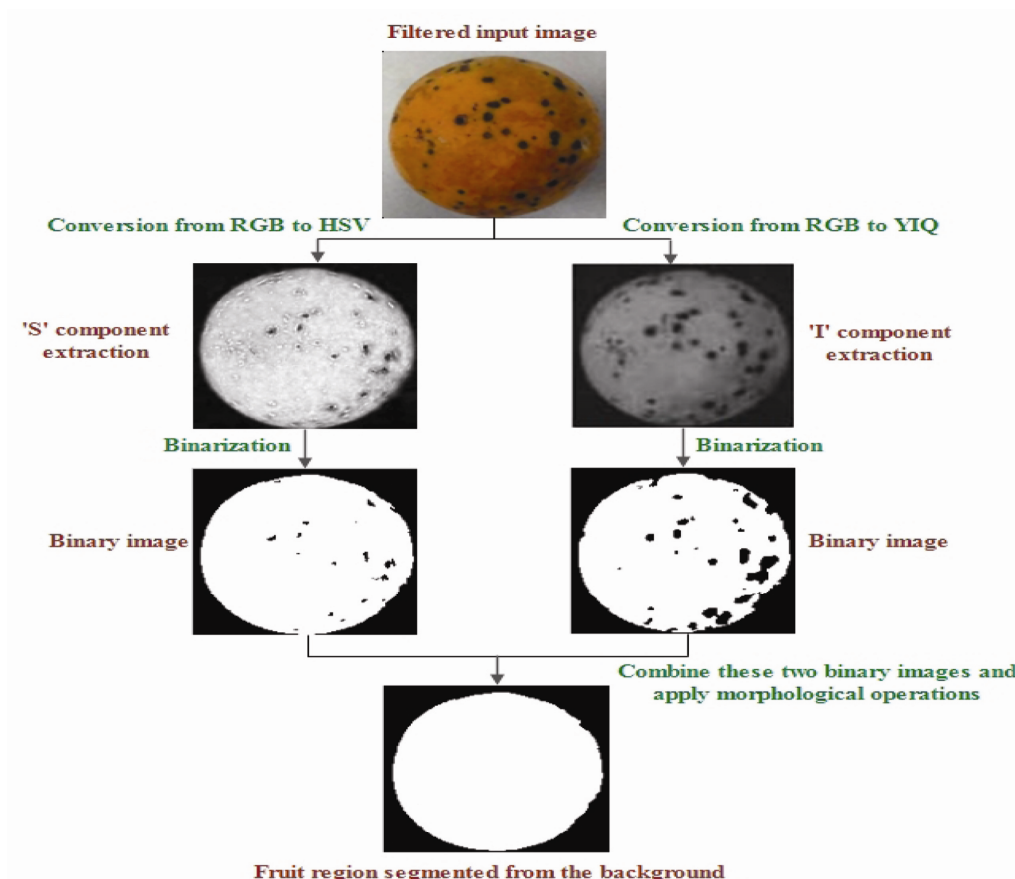 Filtered input image
Conversion from RGB to HSV
Conversion from RGB to YIQ
'S' component
extraction
'I' component
extraction
Binarization
Binarization
Binary image
Binary image
Combine these two binary images and
apply morphological operations
Fruit region segmented from the background